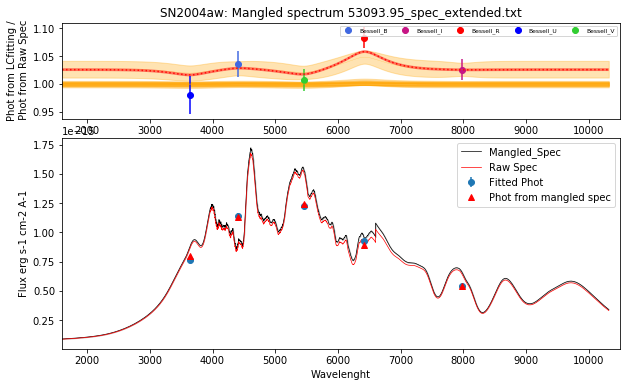 SN2004aw: Mangled spectrum 53093.95_spec_extended.txt
Phot from LCfitting /
Phot from Raw Spec
1.10
1.05
1.00
0.95
Bessell_B
Bessell_I
Bessell_R
Bessell_U
Bessell_V
2000 3000 4000 5000 6000 7000 8000 9000 10000
1e−15
Flux erg s-1 cm-2 A-1
1.75
1.50
1.25
1.00
0.75
0.50
0.25
Mangled_Spec
Raw Spec
Fitted Phot
Phot from mangled spec
2000 3000 4000 5000 6000 7000 8000 9000 10000
Wavelenght